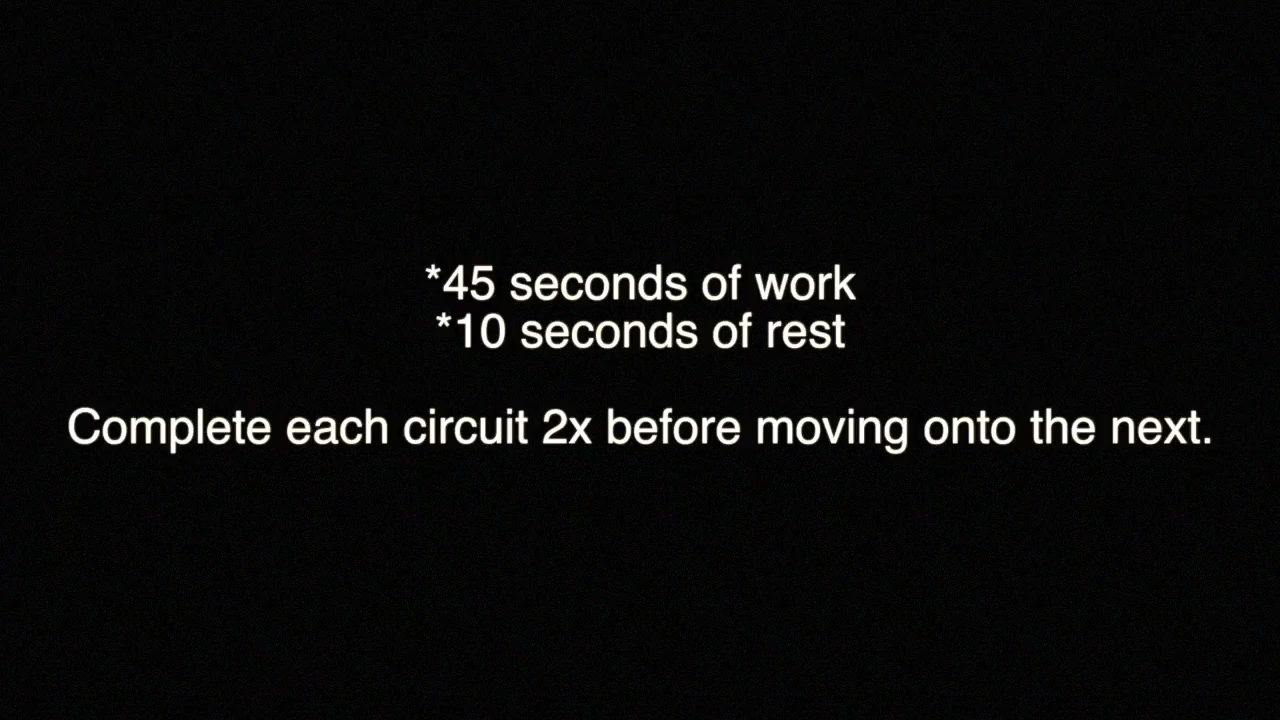 *45 seconds of work
*10 seconds of rest
Complete each circuit 2x before moving onto the next.